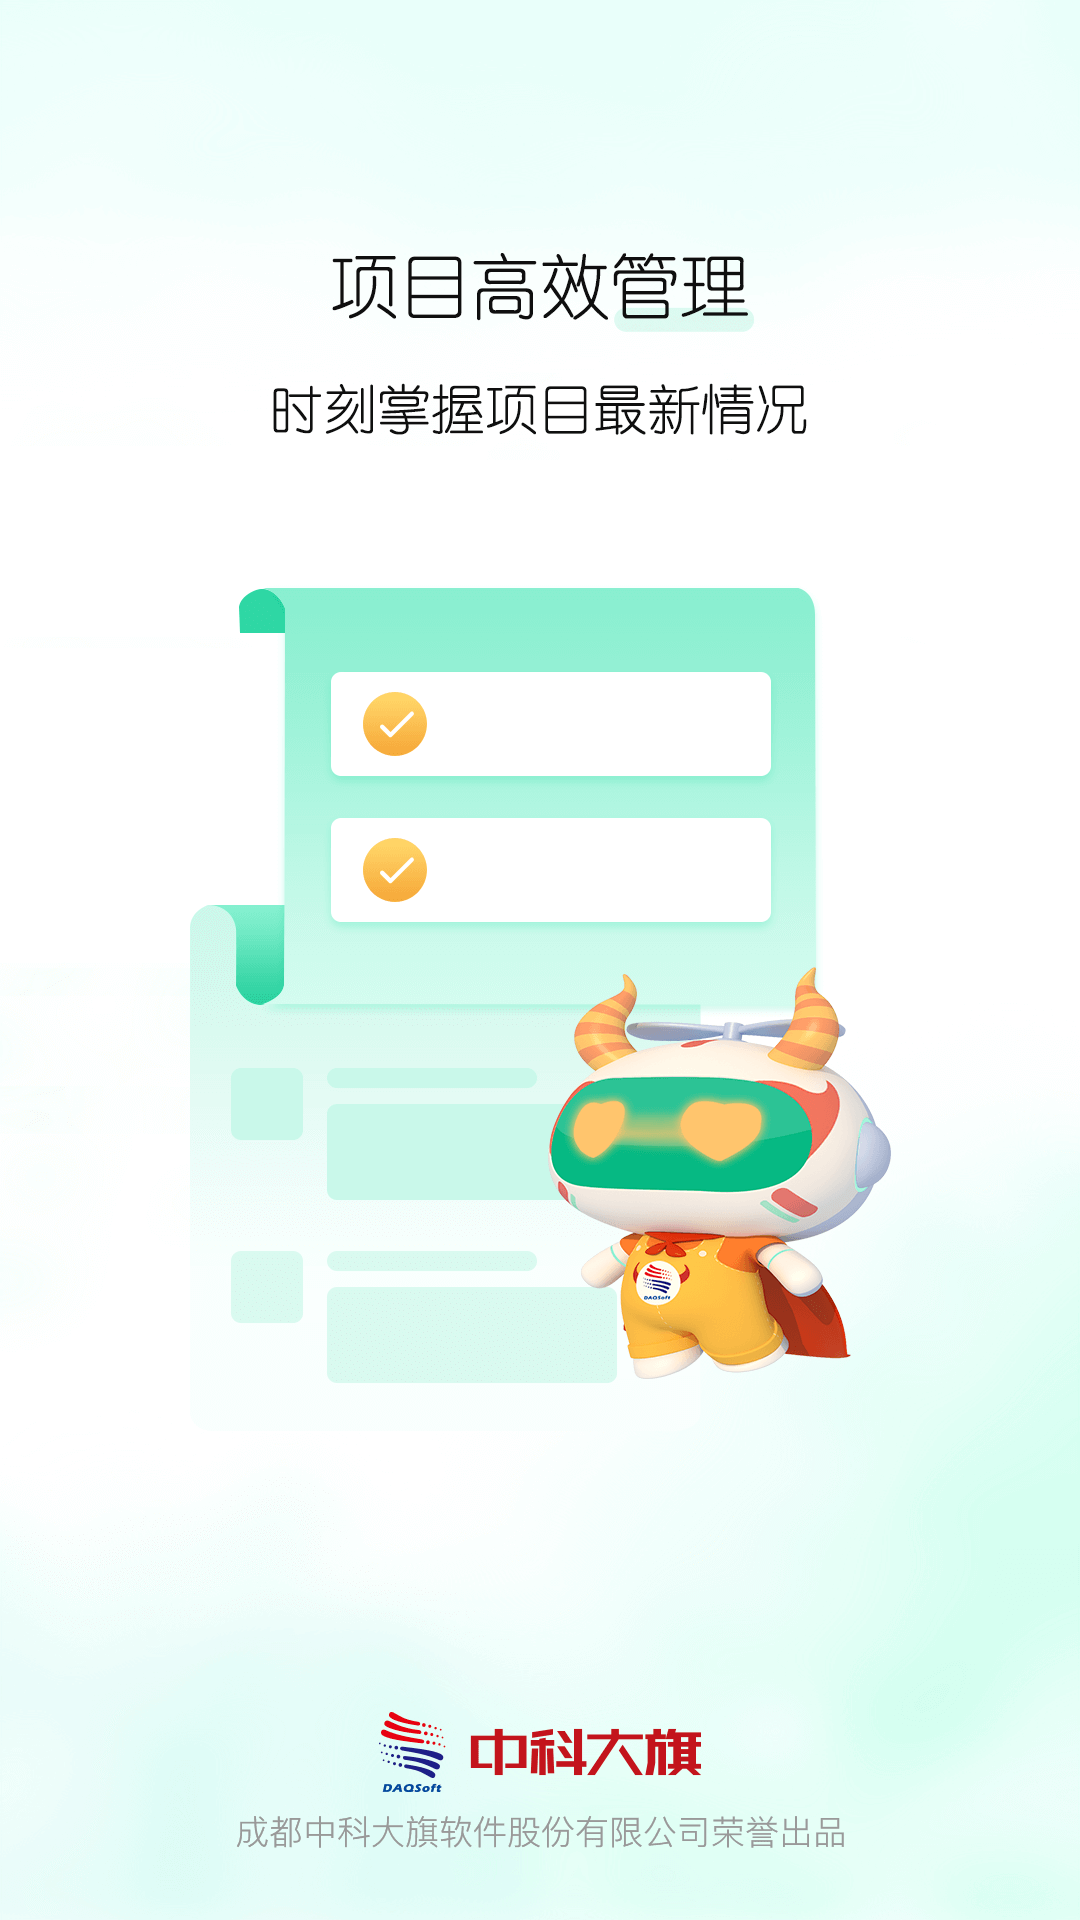 项目高效管理
时刻掌握项目最新情况
DAQSoft
中科大旗
DAQSoft
成都中科大旗软件股份有限公司荣誉出品